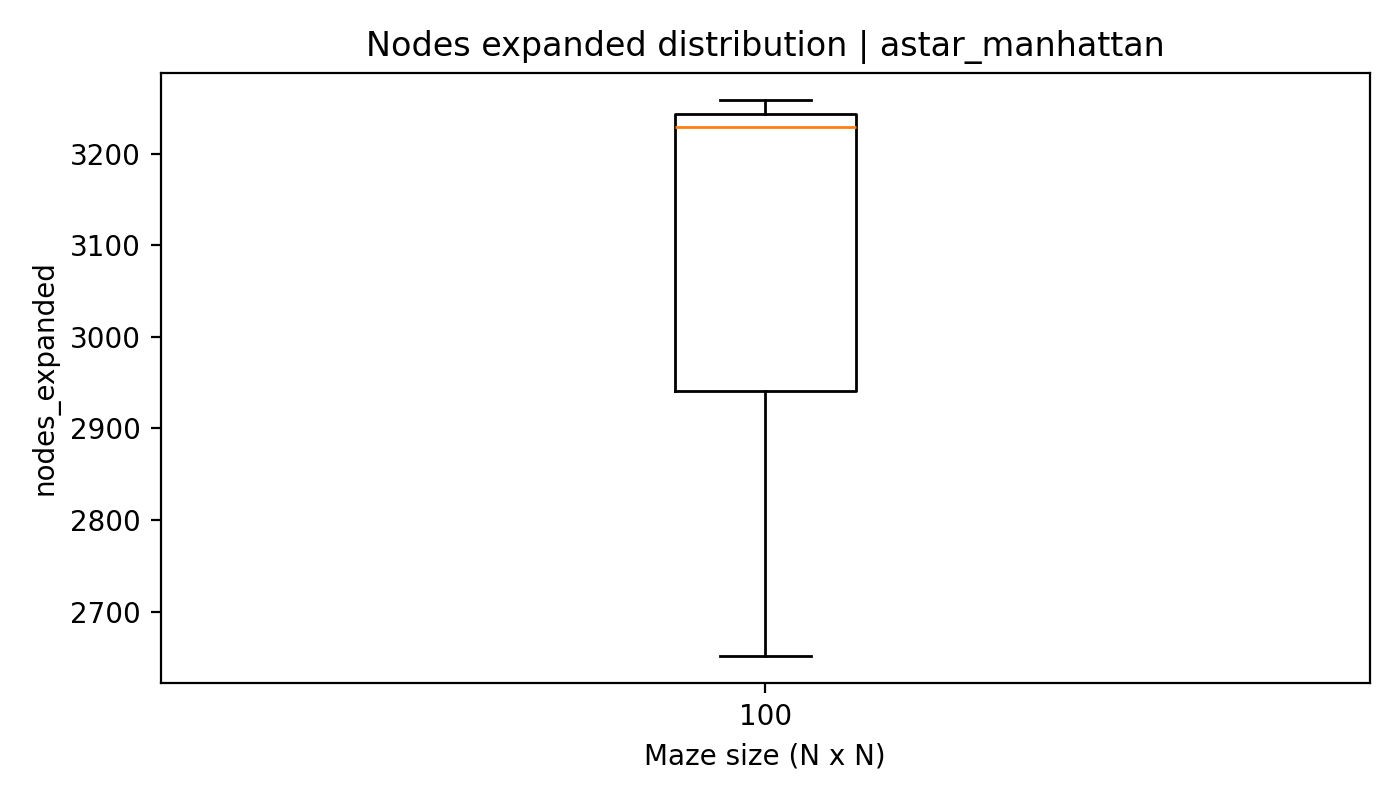 Nodes expanded distribution | astar_manhattan
nodes_expanded
3200
3100
3000
2900
2800
2700
100
Maze size (N x N)